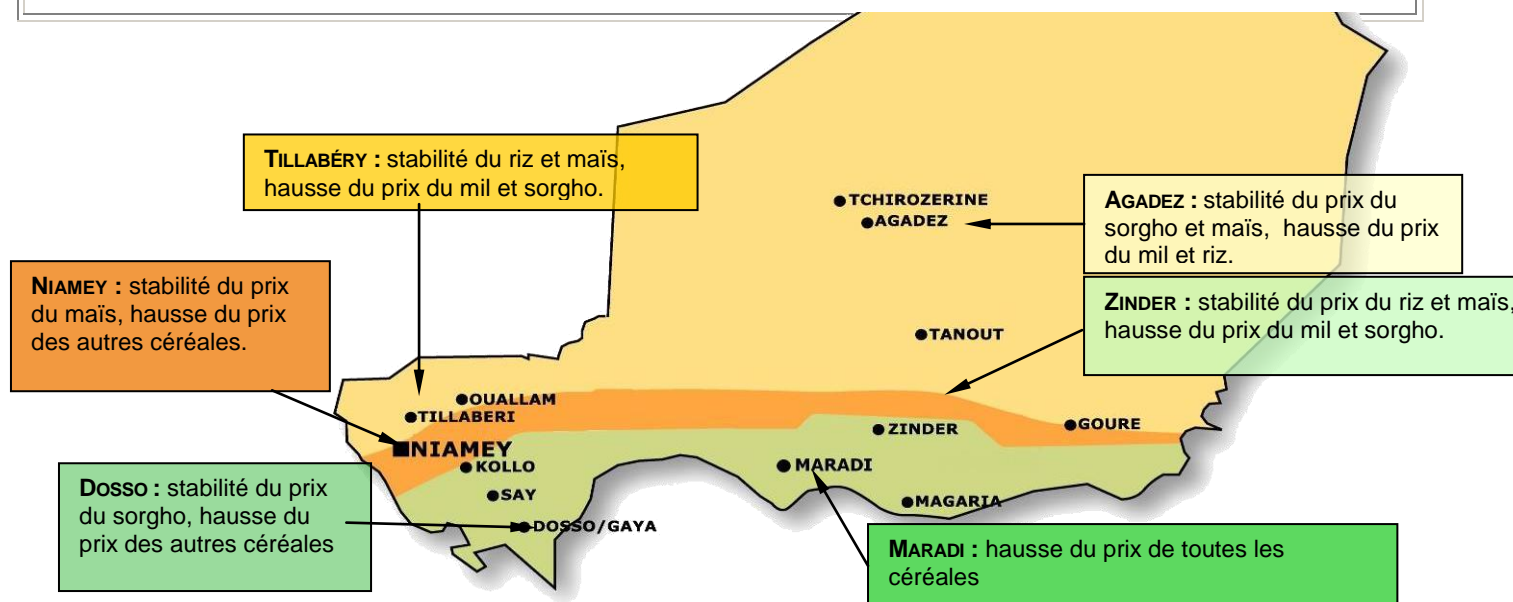 TILLABÉRY : stabilité du riz et maïs,
hausse du prix du mil et sorgho.
TCHIROZERINE
AGADEZ
AGADEZ : stabilité du prix du
sorgho et maïs, hausse du prix
du mil et riz.
NIAMEY : stabilité du prix
du maïs, hausse du prix
des autres céréales.
ZINDER : stabilité du prix du riz et maïs,
hausse du prix du mil et sorgho.
TANOUT
OUALLAM
TILLABERI
GOURE
ZINDER
NIAMEY
KOLLO
MARADI
SAY
MAGARIA
DOSSO : stabilité du prix
du sorgho, hausse du
prix des autres céréales
DOSSO/GAYA
MARADI : hausse du prix de toutes les
céréales